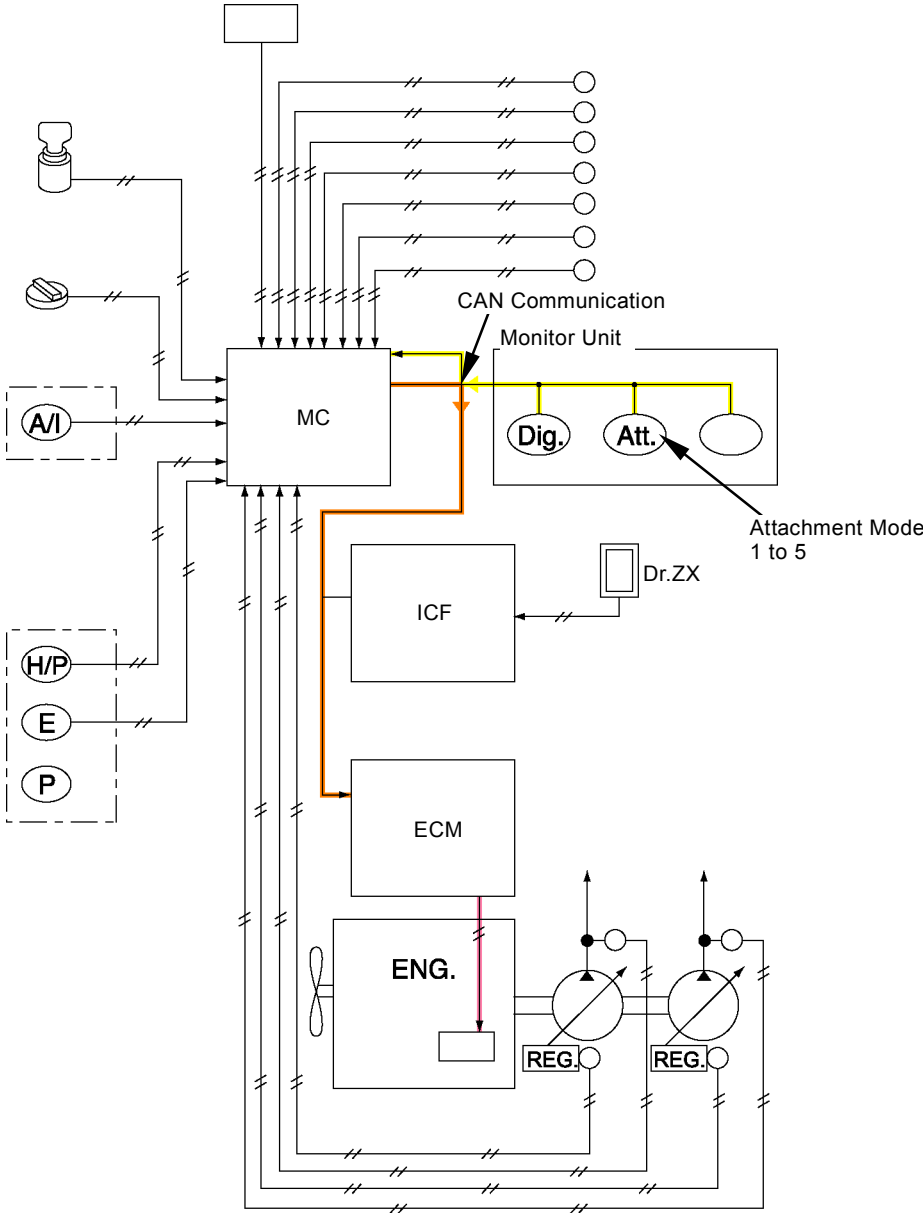 CAN Communication
Monitor Unit
MC
A/I
Dig.
Att.
Attachment Mode
1 to 5
Dr.ZX
ICF
H/P
E
P
ECM
ENG.
REG.
REG.